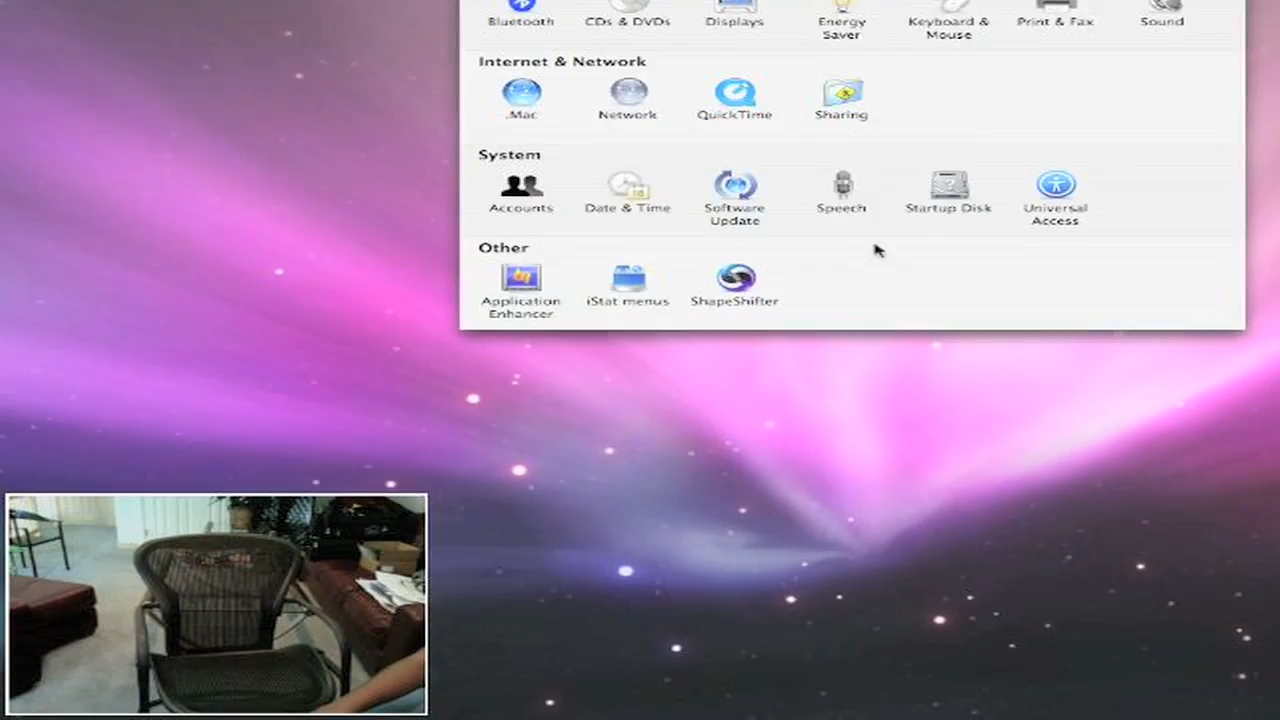 Bluetooth CDs & DVDs Displays Energy Saver Keyboard & Mouse Print & Fax Sound
Internet & Network
.Mac Network QuickTime Sharing
System
Accounts Date & Time Software Update Speech Startup Disk Universal Access
Other
Application Enhancer iStat menus ShapeShifter